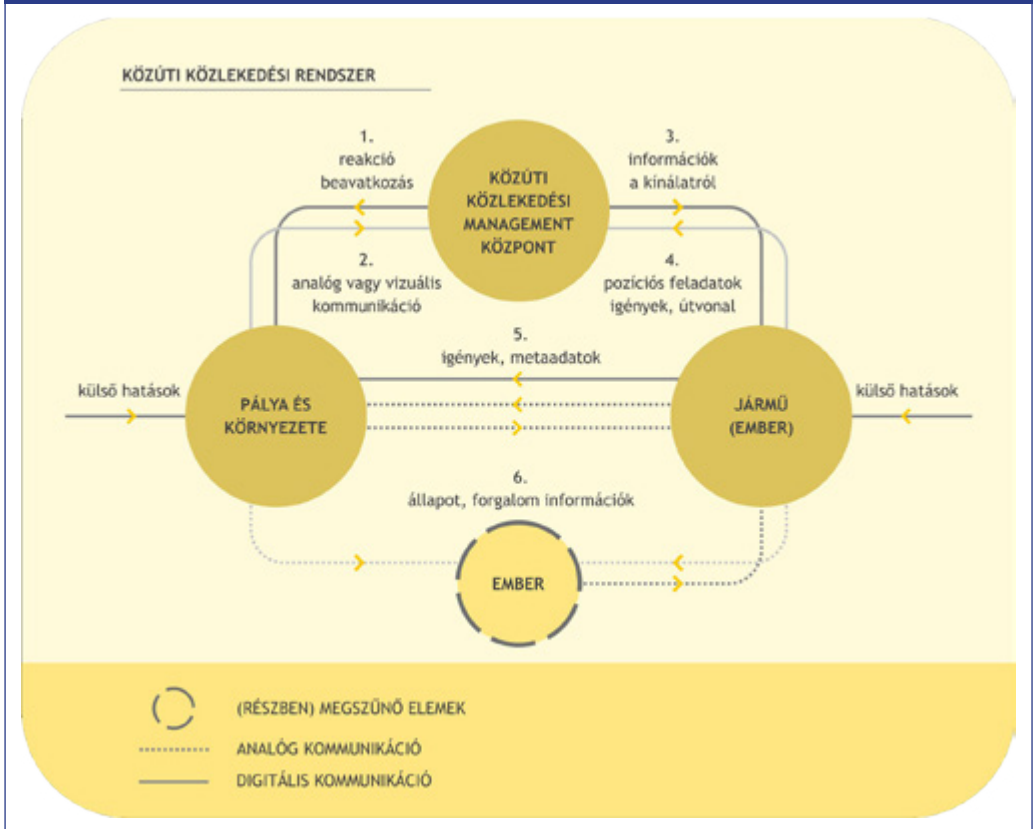 KÖZÚTI KÖZLEKEDÉSI RENDSZER
1.
reakció
beavatkozás
KÖZÚTI
KÖZLEKEDÉSI
MANAGEMENT
KÖZPONT
3.
információk
a kínálatról
2.
analóg vagy vizuális
kommunikáció
4.
pozíciós feladatok
igények, útvonal
5.
igények, metaadatok
külső hatások
PÁLYA ÉS
KÖRNYEZETE
JÁRMŰ
(EMBER)
külső hatások
6.
állapot, forgalom információk
EMBER
(RÉSZBEN) MEGSZŰNŐ ELEMEK
ANALÓG KOMMUNIKÁCIÓ
DIGITÁLIS KOMMUNIKÁCIÓ